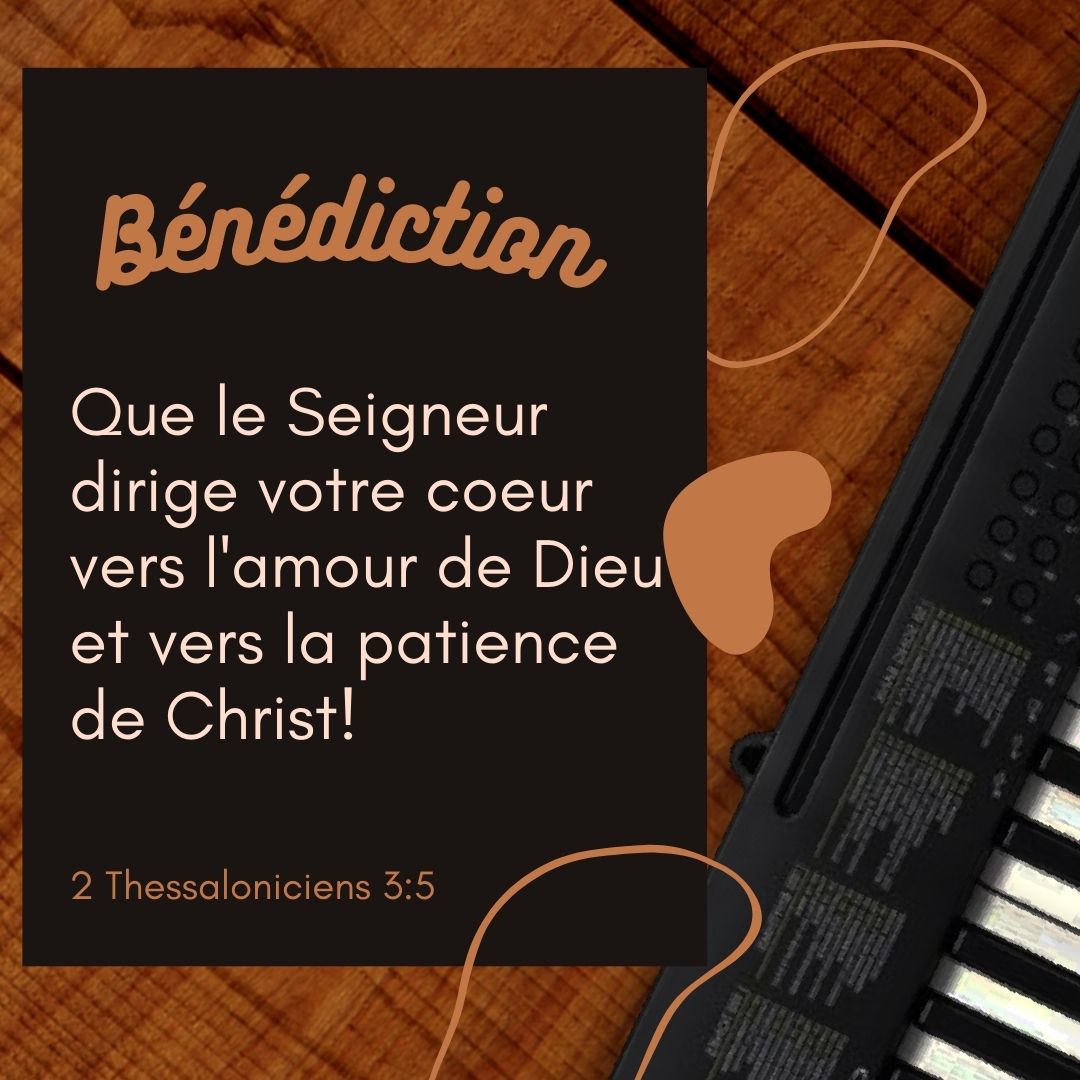 Bénédiction
Que le Seigneur
dirige votre coeur
vers l'amour de Dieu
et vers la patience
de Christ!
2 Thessaloniciens 3:5